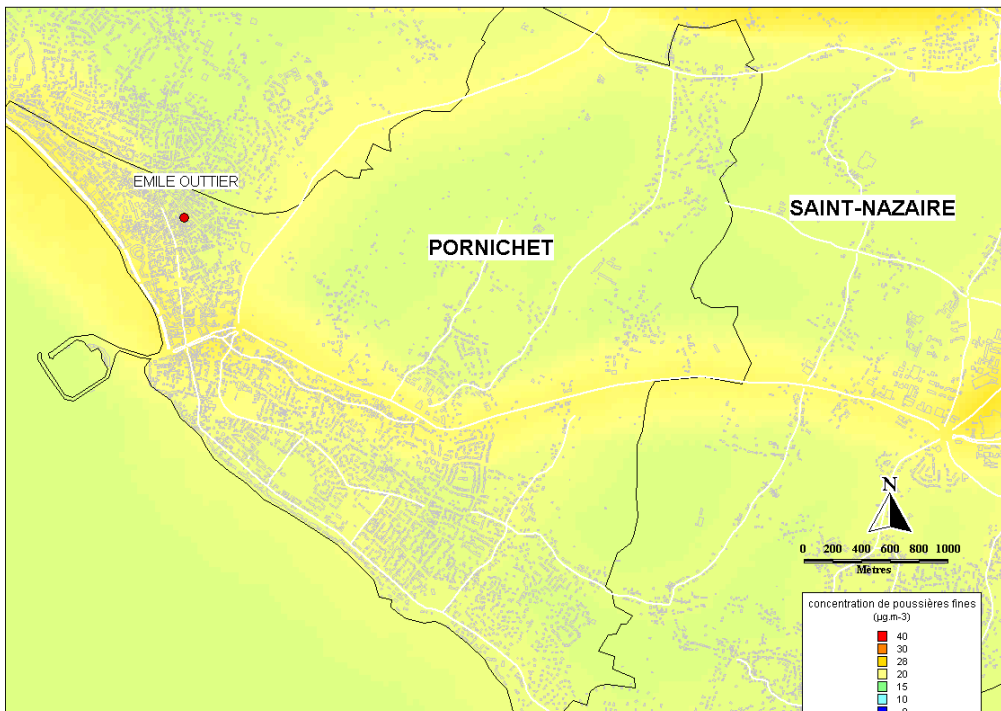 EMILE OUTTIER
SAINT-NAZAIRE
PORNICHET
N
0 200 400 600 800 1000
Mètres
concentration de poussières fines
(µg.m-3)
40
30
28
20
15
10
0